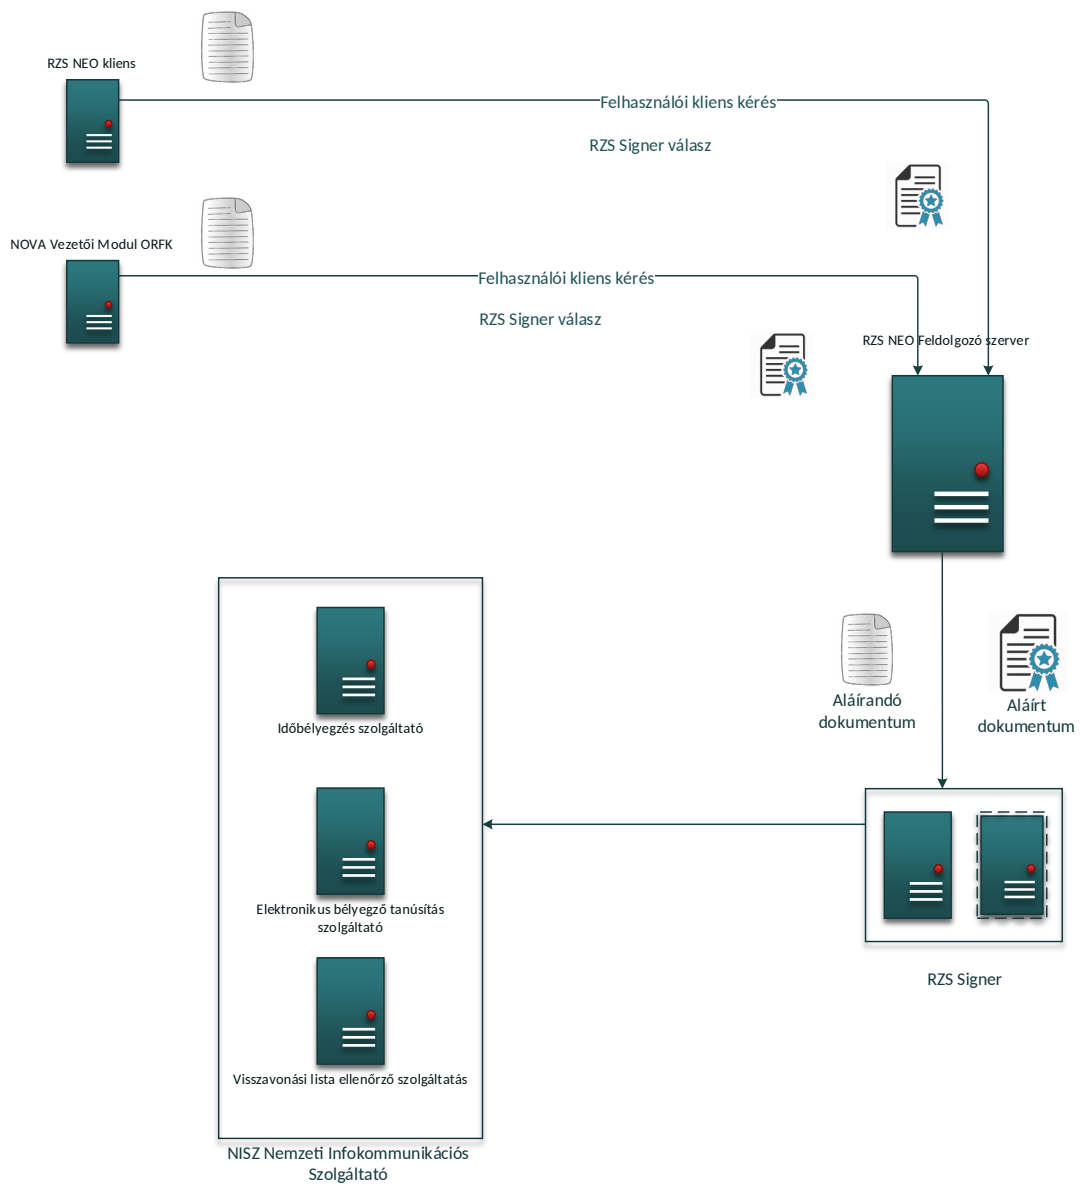 RZS NEO kliens
Felhasználói kliens kérés
RZS Signer válasz
NOVA Vezetői Modul ORFK
Felhasználói kliens kérés
RZS Signer válasz
RZS NEO Feldolgozó szerver
Aláírandó
dokumentum
Aláírt
dokumentum
Időbélyegzés szolgáltató
Elektronikus bélyegző tanúsítás
szolgáltató
Visszavonási lista ellenőrző szolgáltatás
RZS Signer
NISZ Nemzeti Infokommunikációs
Szolgáltató